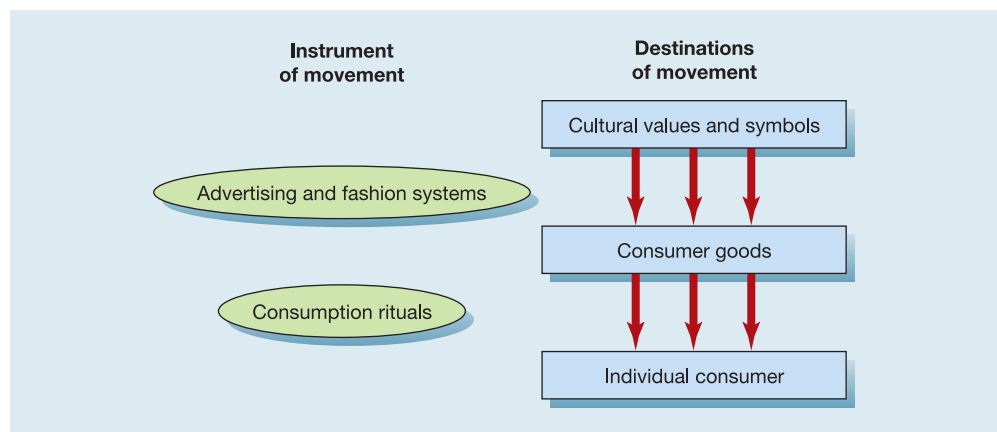 Instrument
of movement
Destinations
of movement
Cultural values and symbols
Advertising and fashion systems
Consumer goods
Consumption rituals
Individual consumer